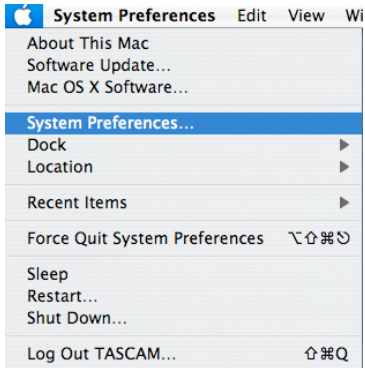 System Preferences Edit View Wi
About This Mac
Software Update...
Mac OS X Software...
System Preferences...
Dock
Location
Recent Items
Force Quit System Preferences ⌥⇧⌘⎋
Sleep
Restart...
Shut Down...
Log Out TASCAM... ⇧⌘Q